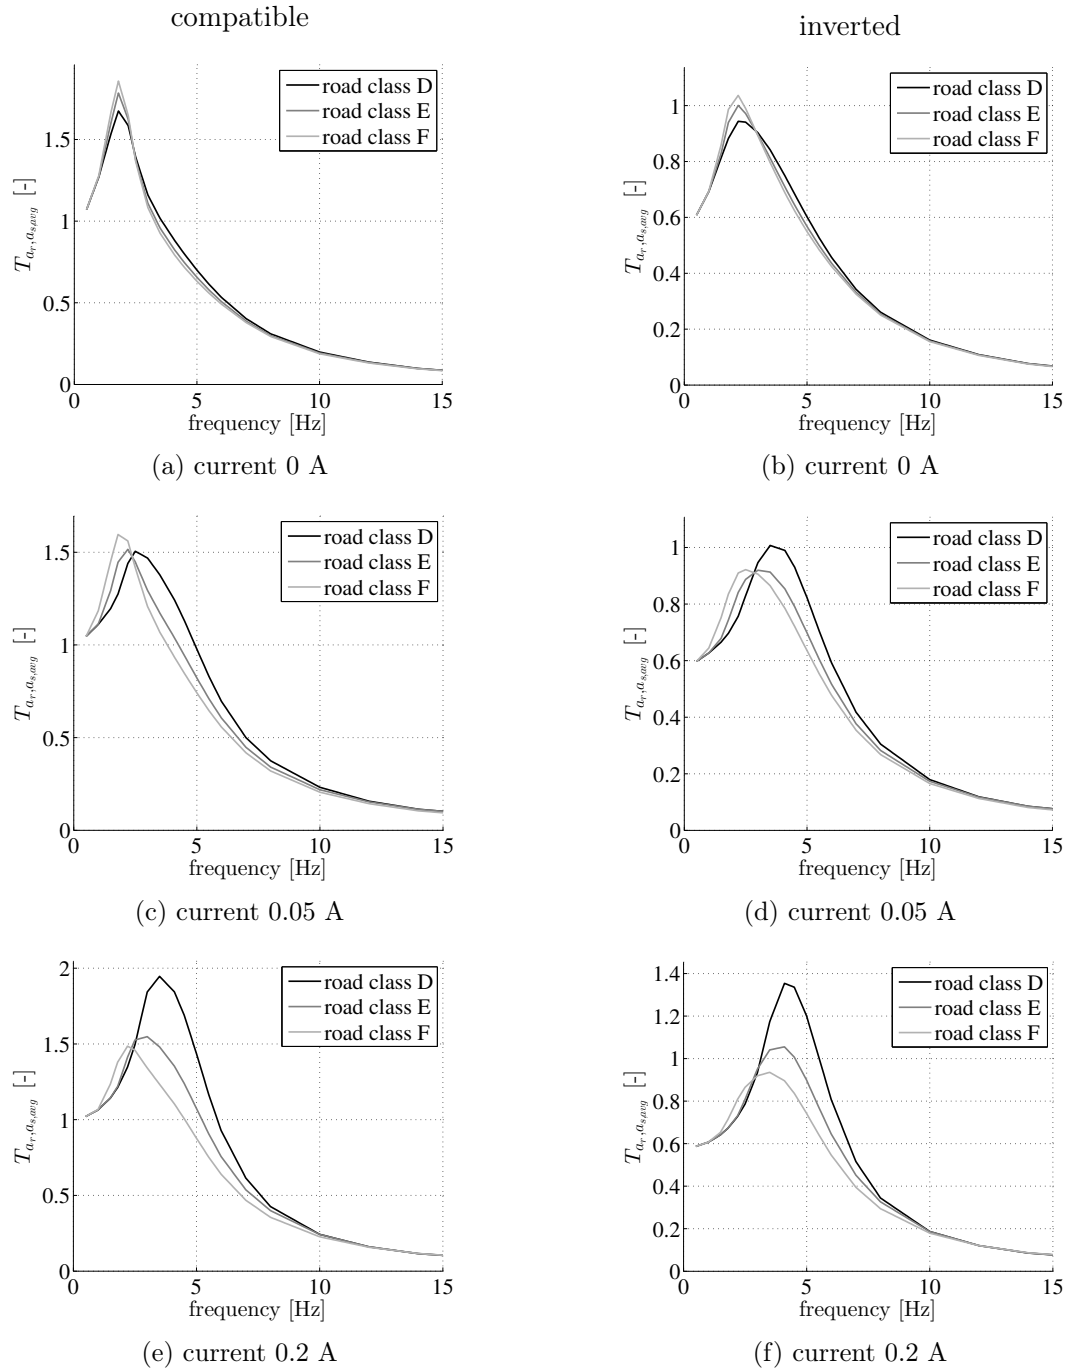 compatible
inverted
road class D
road class E
road class F
1.5
1
0.5
0
T_{a_r,a_{s,avg}} [-]
0 5 10 15
frequency [Hz]
(a) current 0 A
road class D
road class E
road class F
1
0.8
0.6
0.4
0.2
0
T_{a_r,a_{s,avg}} [-]
0 5 10 15
frequency [Hz]
(b) current 0 A
road class D
road class E
road class F
1.5
1
0.5
0
T_{a_r,a_{s,avg}} [-]
0 5 10 15
frequency [Hz]
(c) current 0.05 A
road class D
road class E
road class F
1
0.8
0.6
0.4
0.2
0
T_{a_r,a_{s,avg}} [-]
0 5 10 15
frequency [Hz]
(d) current 0.05 A
road class D
road class E
road class F
2
1.5
1
0.5
0
T_{a_r,a_{s,avg}} [-]
0 5 10 15
frequency [Hz]
(e) current 0.2 A
road class D
road class E
road class F
1.4
1.2
1
0.8
0.6
0.4
0.2
0
T_{a_r,a_{s,avg}} [-]
0 5 10 15
frequency [Hz]
(f) current 0.2 A